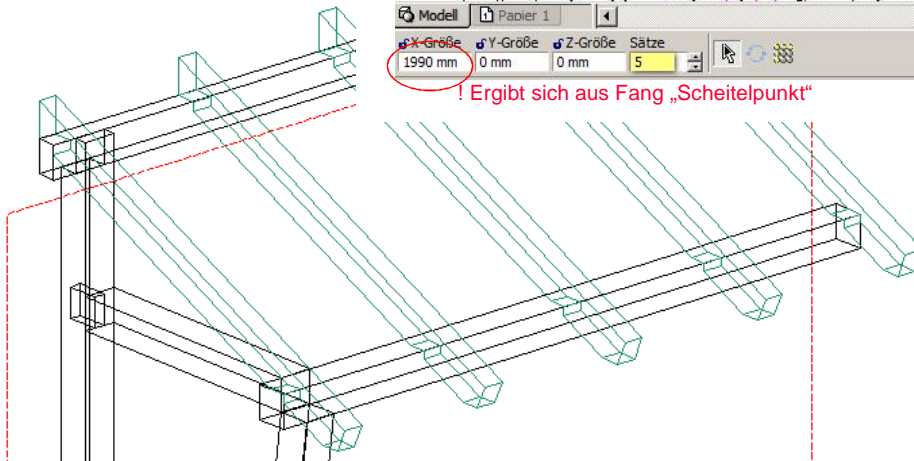 Modell Papier 1
X-Größe Y-Größe Z-Größe Sätze
1990 mm 0 mm 0 mm 5
! Ergibt sich aus Fang „Scheitelpunkt“